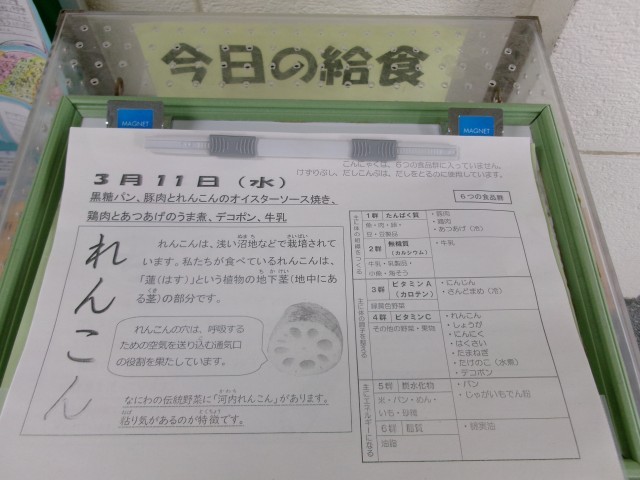 今日の給食
MAGNET
MAGNET
こんにゃくは、6つの食品群に入っていません。
けずりぶし、だしこんぶは、だしをとるのに使用しています。
3月11日(水)
黒糖パン、豚肉とれんこんのオイスターソース焼き、
鶏肉とあつあげのうま煮、デコポン、牛乳
れんこん
れんこんは、浅い沼地などで栽培されて
います。私たちが食べているれんこんは、
「蓮(はす)」という植物の地下茎(地中にあ
る茎)の部分です。
れんこんの穴は、呼吸する
ための空気を送り込む通気口
の役割を果たしています。
なにわの伝統野菜に「河内れんこん」があります。
粘り気があるのが特徴です。
6つの食品群
1群 たんぱく質
魚・肉・卵・
豆・豆製品
・豚肉
・鶏肉
・あつあげ(冷)
2群 無機質
(カルシウム)
牛乳・乳製品・
小魚・海そう
・牛乳
3群 ビタミンA
(カロテン)
緑黄色野菜
・にんじん
・さんどまめ(冷)
4群 ビタミンC
その他の野菜・果物
・れんこん
・しょうが
・にんにく
・はくさい
・たまねぎ
・たけのこ(水煮)
・デコポン
主にエネルギーになる
5群 炭水化物
米・パン・めん・
いも・砂糖
・パン
・じゃがいもでん粉
6群 脂質
油脂
・綿実油